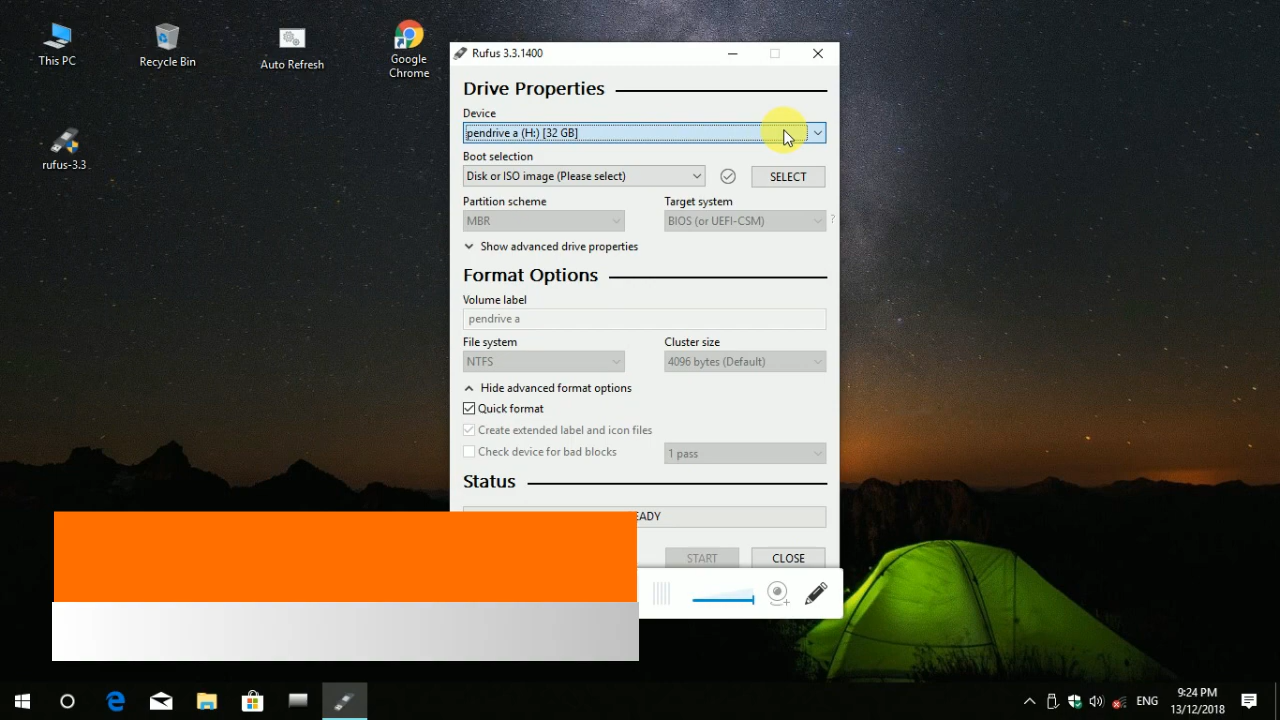 This PC
Recycle Bin
Auto Refresh
Google
Chrome
rufus-3.3
Rufus 3.3.1400
Drive Properties
Device
pendrive a (H:) [32 GB]
Boot selection
Disk or ISO image (Please select)
SELECT
Partition scheme
Target system
MBR
BIOS (or UEFI-CSM)
?
Show advanced drive properties
Format Options
Volume label
pendrive a
File system
Cluster size
NTFS
4096 bytes (Default)
Hide advanced format options
Quick format
Create extended label and icon files
Check device for bad blocks
1 pass
Status
EADY
START
CLOSE
ENG
9:24 PM
13/12/2018